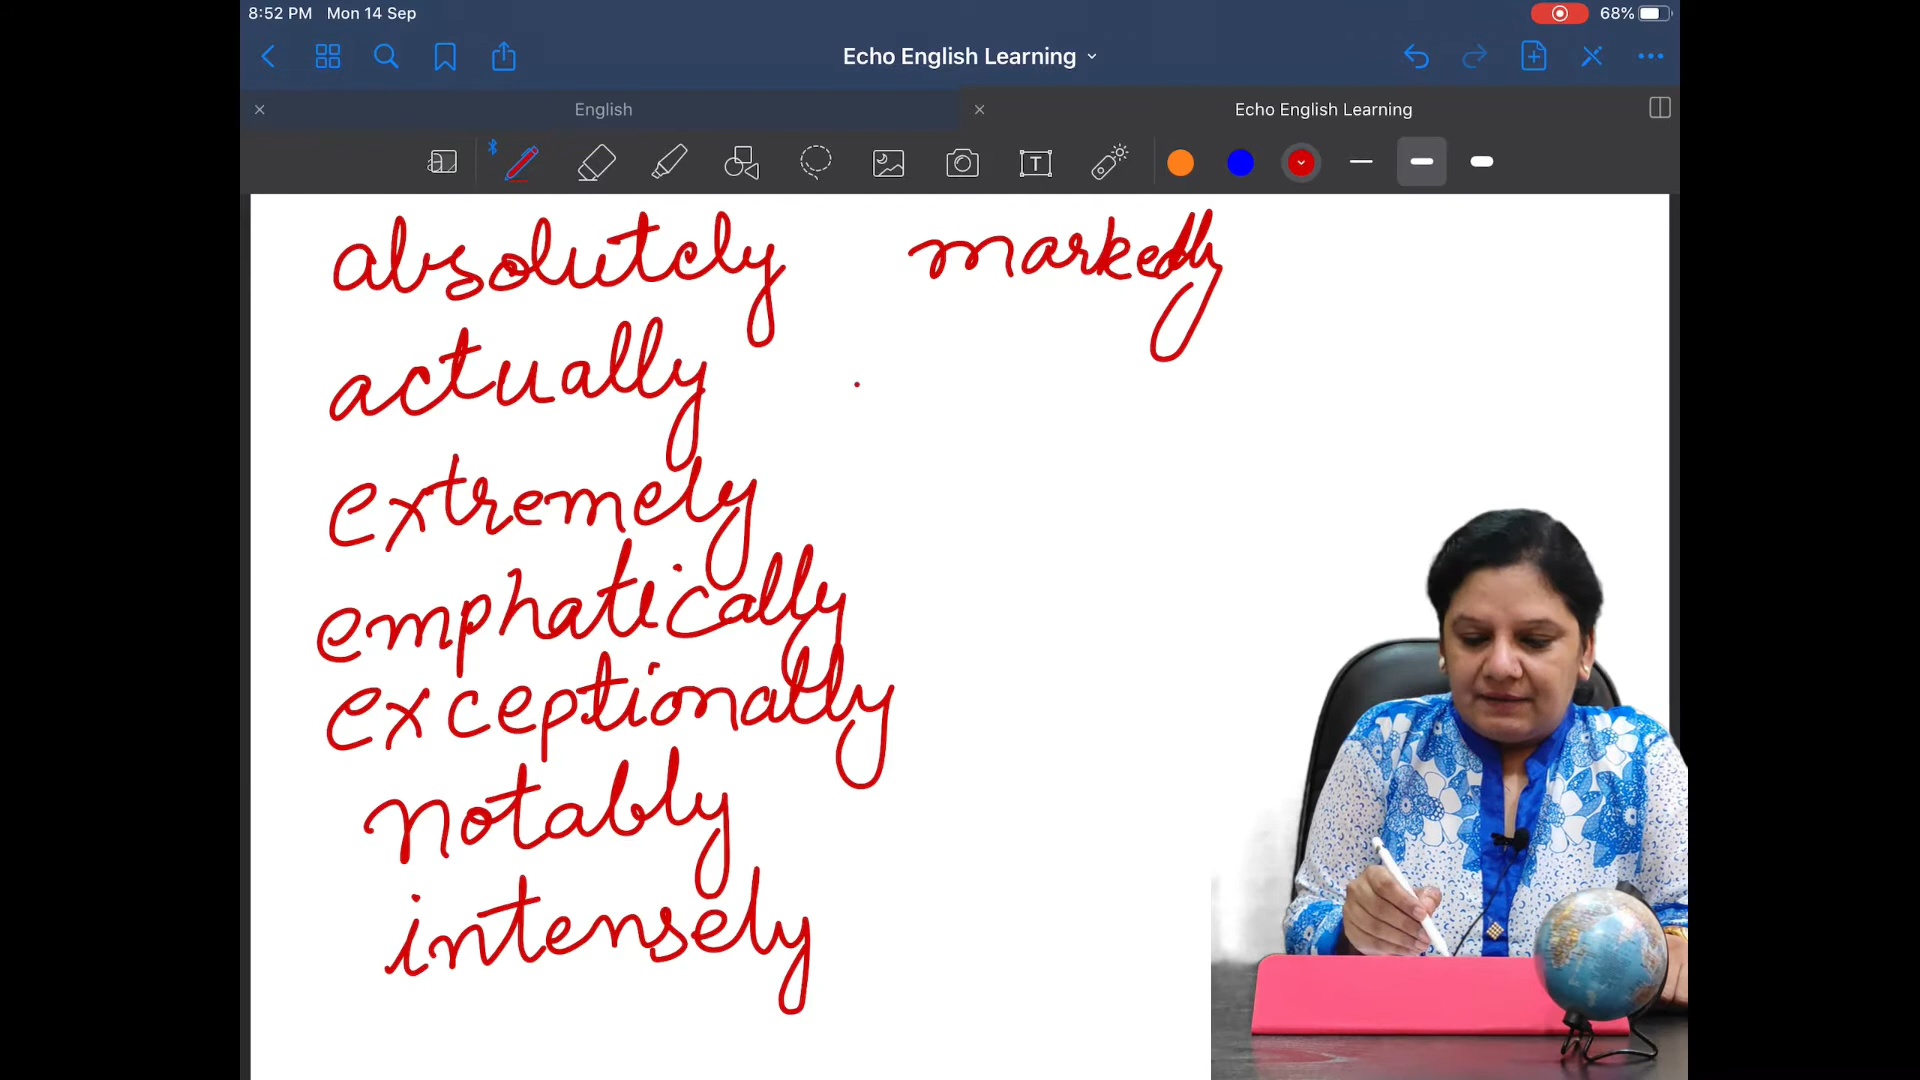 8:52 PM Mon 14 Sep 68%
Echo English Learning
English Echo English Learning
T
absolutely markedly
actually
extremely
emphatically
exceptionally
notably
intensely